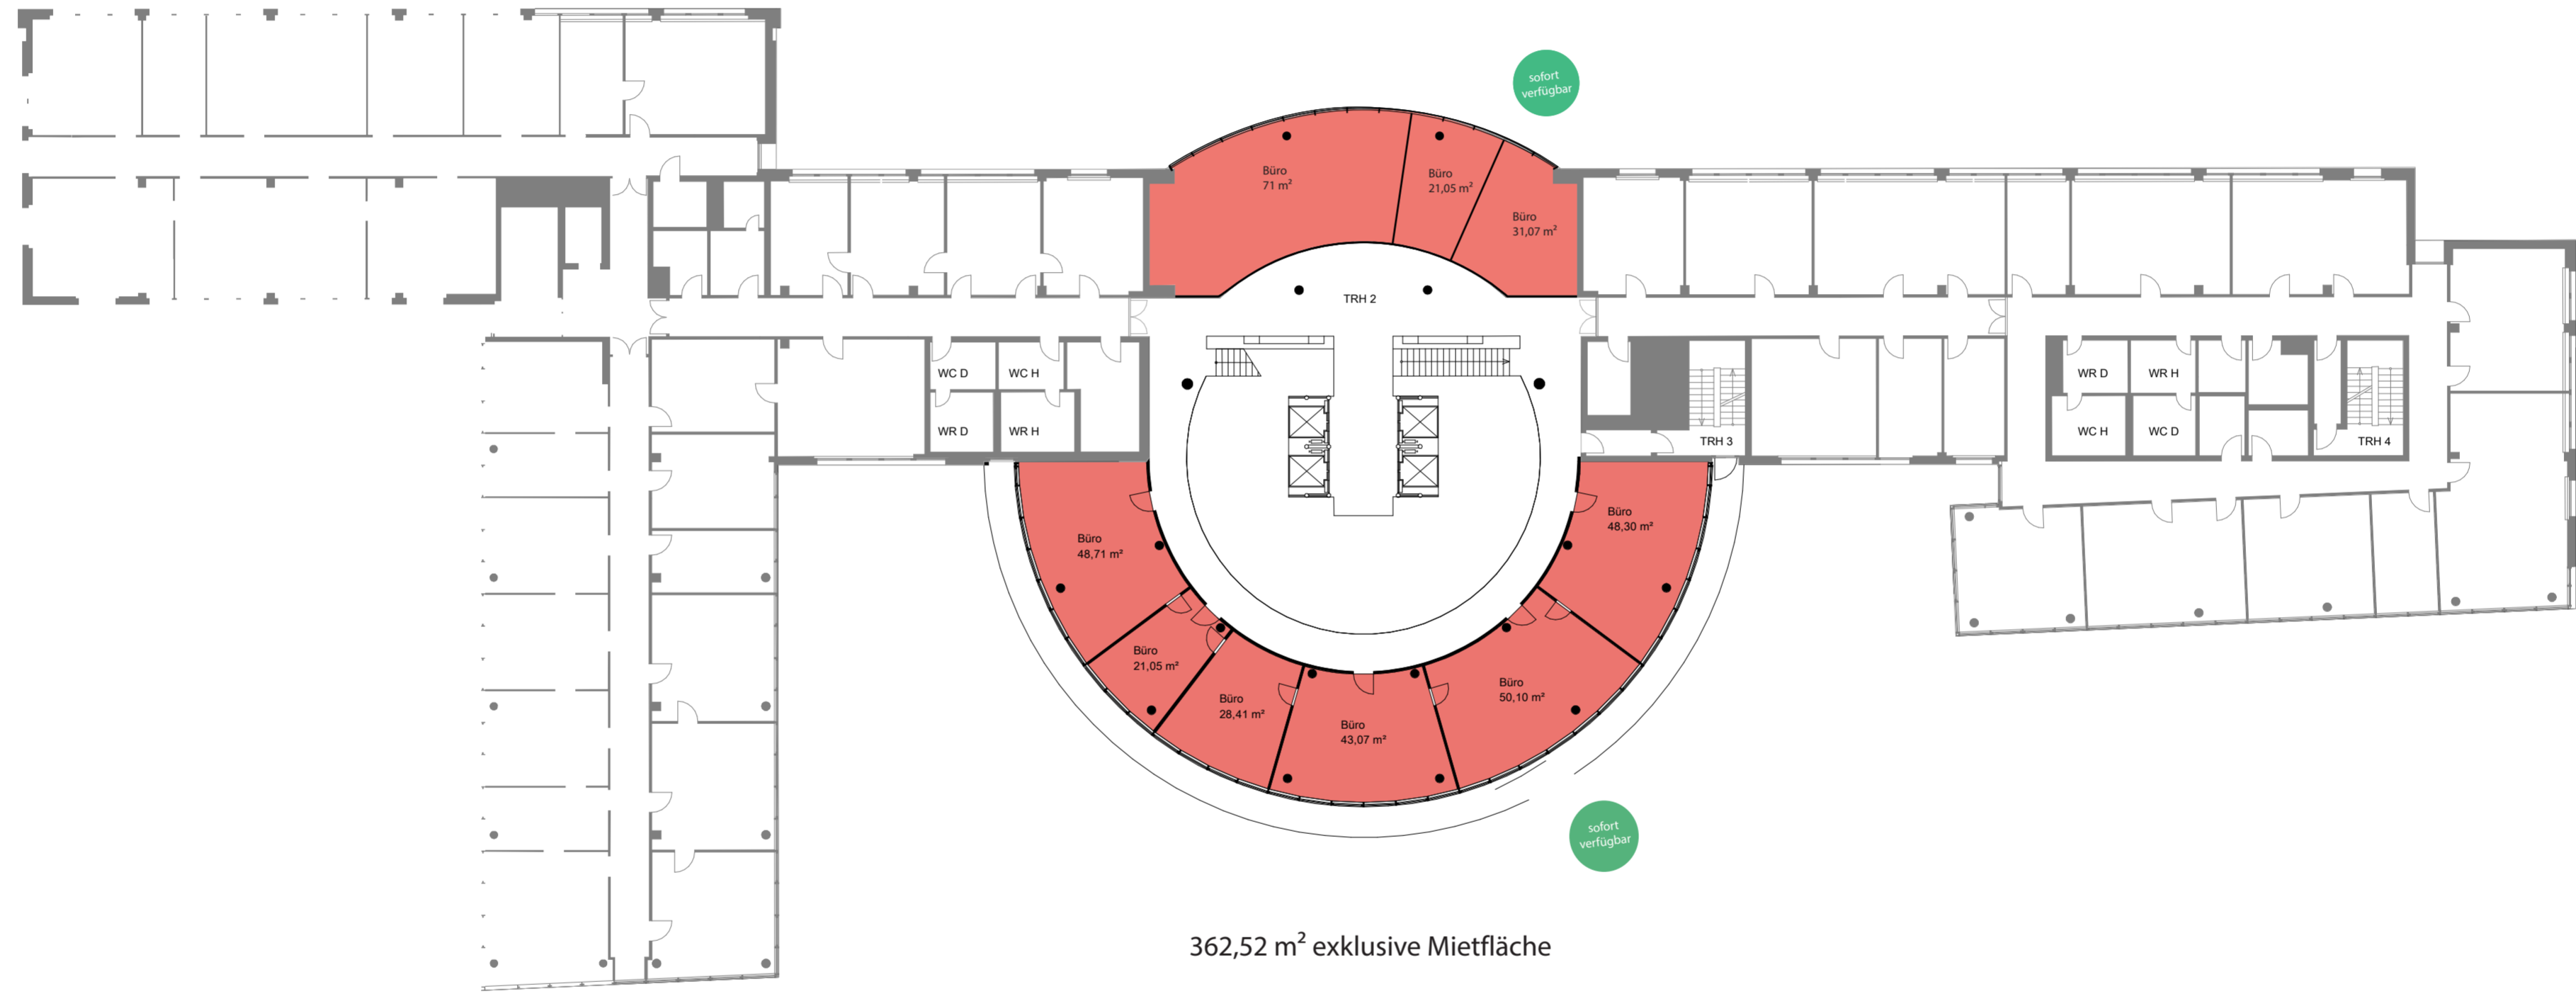 sofort
verfügbar
Büro
71 m²
Büro
21,05 m²
Büro
31,07 m²
TRH 2
WC D
WC H
WR D
WR H
TRH 3
WR D
WR H
WC H
WC D
TRH 4
Büro
48,71 m²
Büro
48,30 m²
Büro
21,05 m²
Büro
28,41 m²
Büro
43,07 m²
Büro
50,10 m²
sofort
verfügbar
362,52 m² exklusive Mietfläche